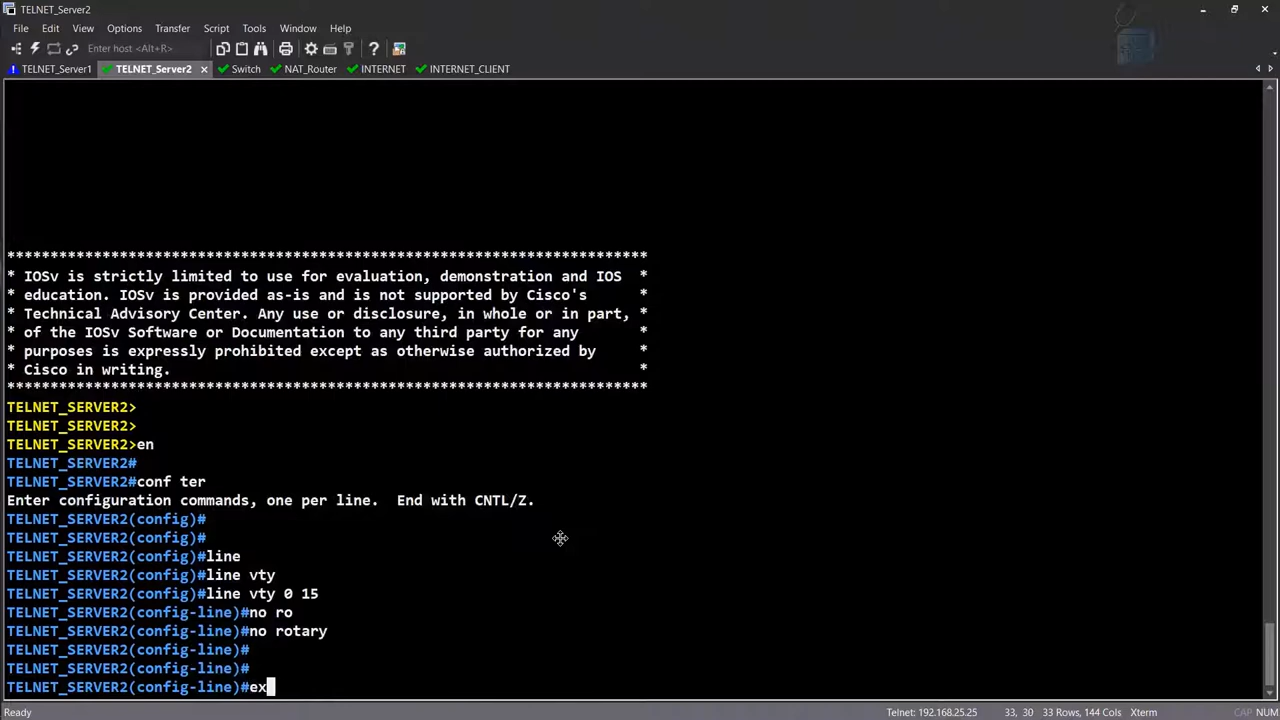 TELNET_Server2
File Edit View Options Transfer Script Tools Window Help
Enter host <Alt+R>
TELNET_Server1 TELNET_Server2 Switch NAT_Router INTERNET INTERNET_CLIENT
**************************************************************************
* IOSv is strictly limited to use for evaluation, demonstration and IOS *
* education. IOSv is provided as-is and is not supported by Cisco's *
* Technical Advisory Center. Any use or disclosure, in whole or in part, *
* of the IOSv Software or Documentation to any third party for any *
* purposes is expressly prohibited except as otherwise authorized by *
* Cisco in writing. *
**************************************************************************
TELNET_SERVER2>
TELNET_SERVER2>
TELNET_SERVER2>en
TELNET_SERVER2#
TELNET_SERVER2#conf ter
Enter configuration commands, one per line. End with CNTL/Z.
TELNET_SERVER2(config)#
TELNET_SERVER2(config)#
TELNET_SERVER2(config)#line
TELNET_SERVER2(config)#line vty
TELNET_SERVER2(config)#line vty 0 15
TELNET_SERVER2(config-line)#no ro
TELNET_SERVER2(config-line)#no rotary
TELNET_SERVER2(config-line)#
TELNET_SERVER2(config-line)#
TELNET_SERVER2(config-line)#ex
Ready Telnet: 192.168.25.25 33, 30 33 Rows, 144 Cols Xterm CAP NUM